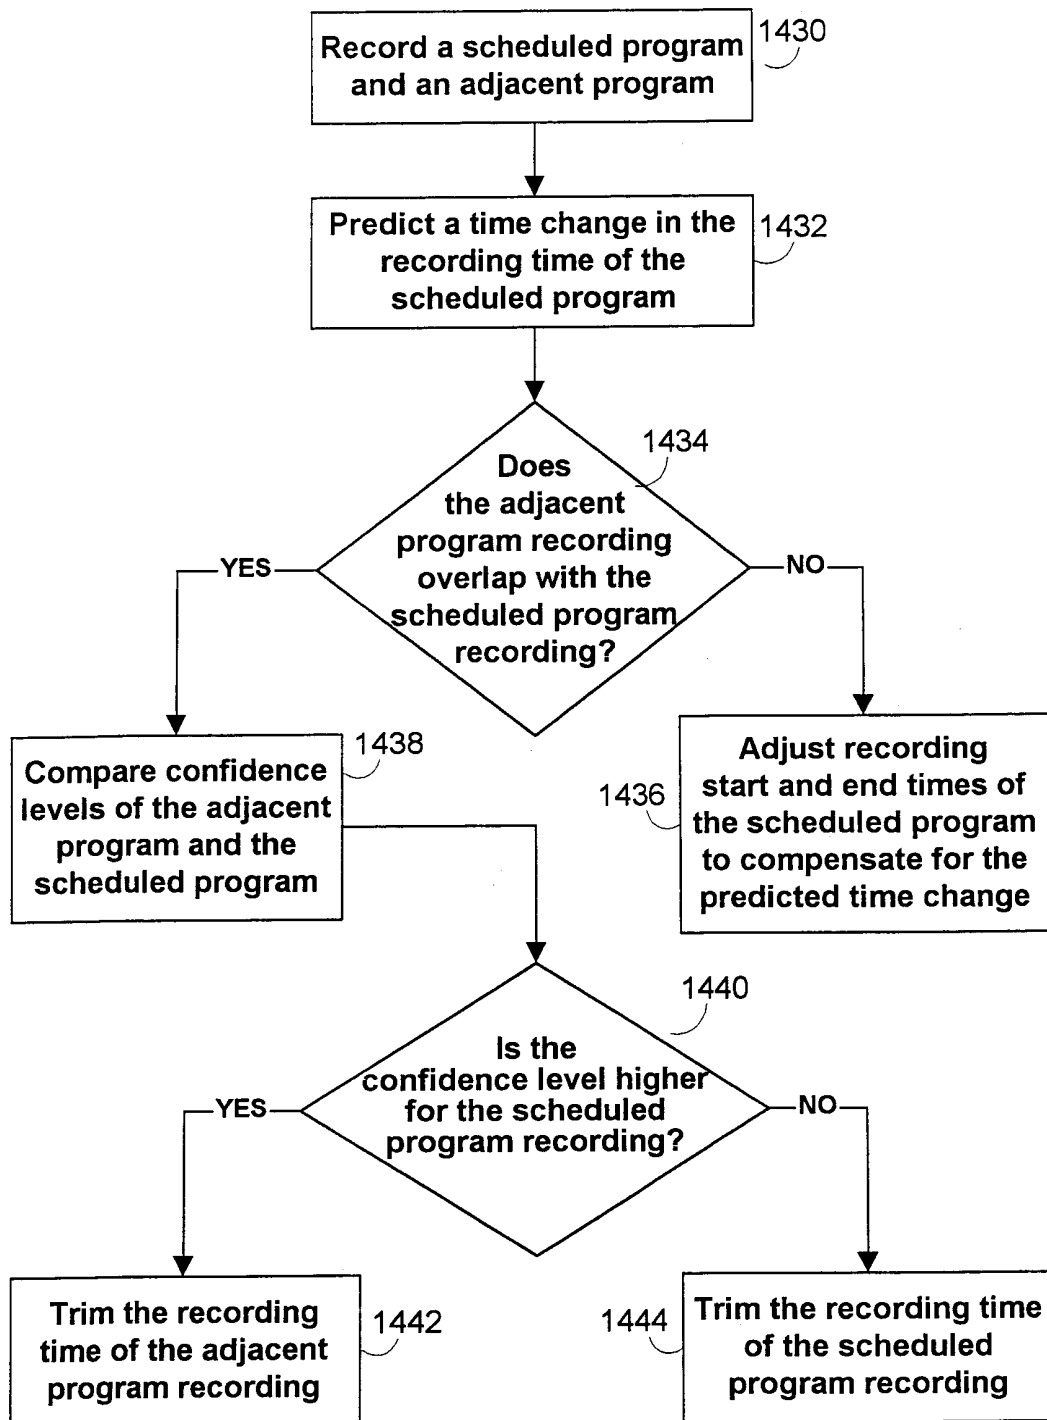 Record a scheduled program
and an adjacent program
1430
Predict a time change in the
recording time of the
scheduled program
1432
Does
the adjacent
program recording
overlap with the
scheduled program
recording?
1434
YES
NO
Compare confidence
levels of the adjacent
program and the
scheduled program
1438
1436
Adjust recording
start and end times of
the scheduled program
to compensate for the
predicted time change
Is the
confidence level higher
for the scheduled
program recording?
1440
YES
NO
Trim the recording
time of the adjacent
program recording
1442
1444
Trim the recording time
of the scheduled
program recording